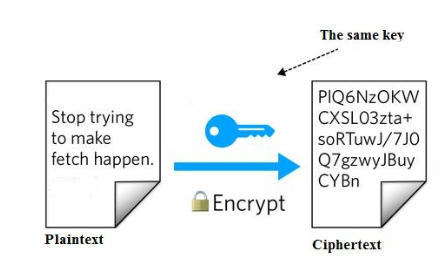 The same key
Stop trying
to make
fetch happen.
Encrypt
PlQ6NzOKW
CXSL03zta+
soRTuwJ/7J0
Q7gzwyJBuy
CYBn
Plaintext
Ciphertext